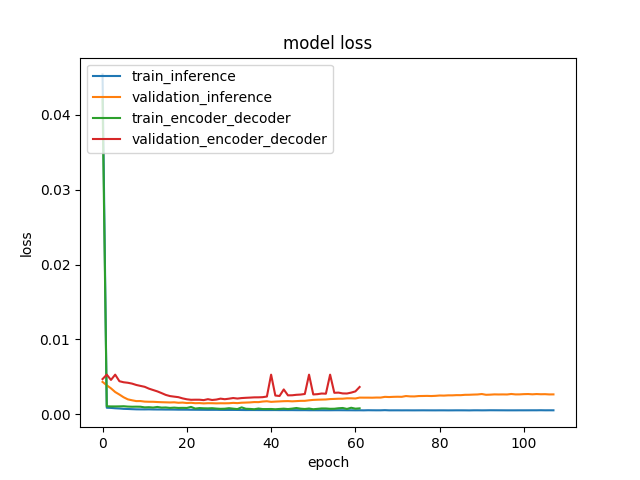 model loss
train_inference
validation_inference
train_encoder_decoder
validation_encoder_decoder
0.04
0.03
0.02
0.01
0.00
loss
0 20 40 60 80 100
epoch